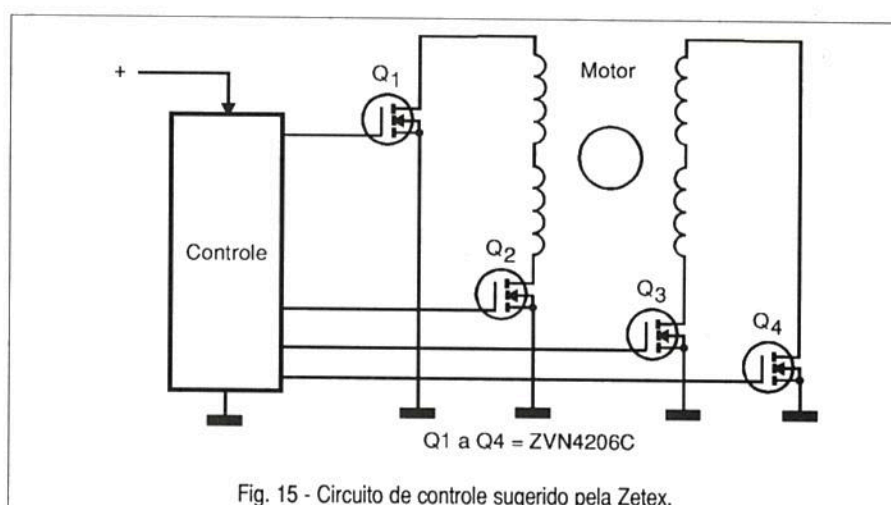 +
Q1
Motor
Controle
Q2
Q3
Q4
Q1 a Q4 = ZVN4206C
Fig. 15 - Circuito de controle sugerido pela Zetex.